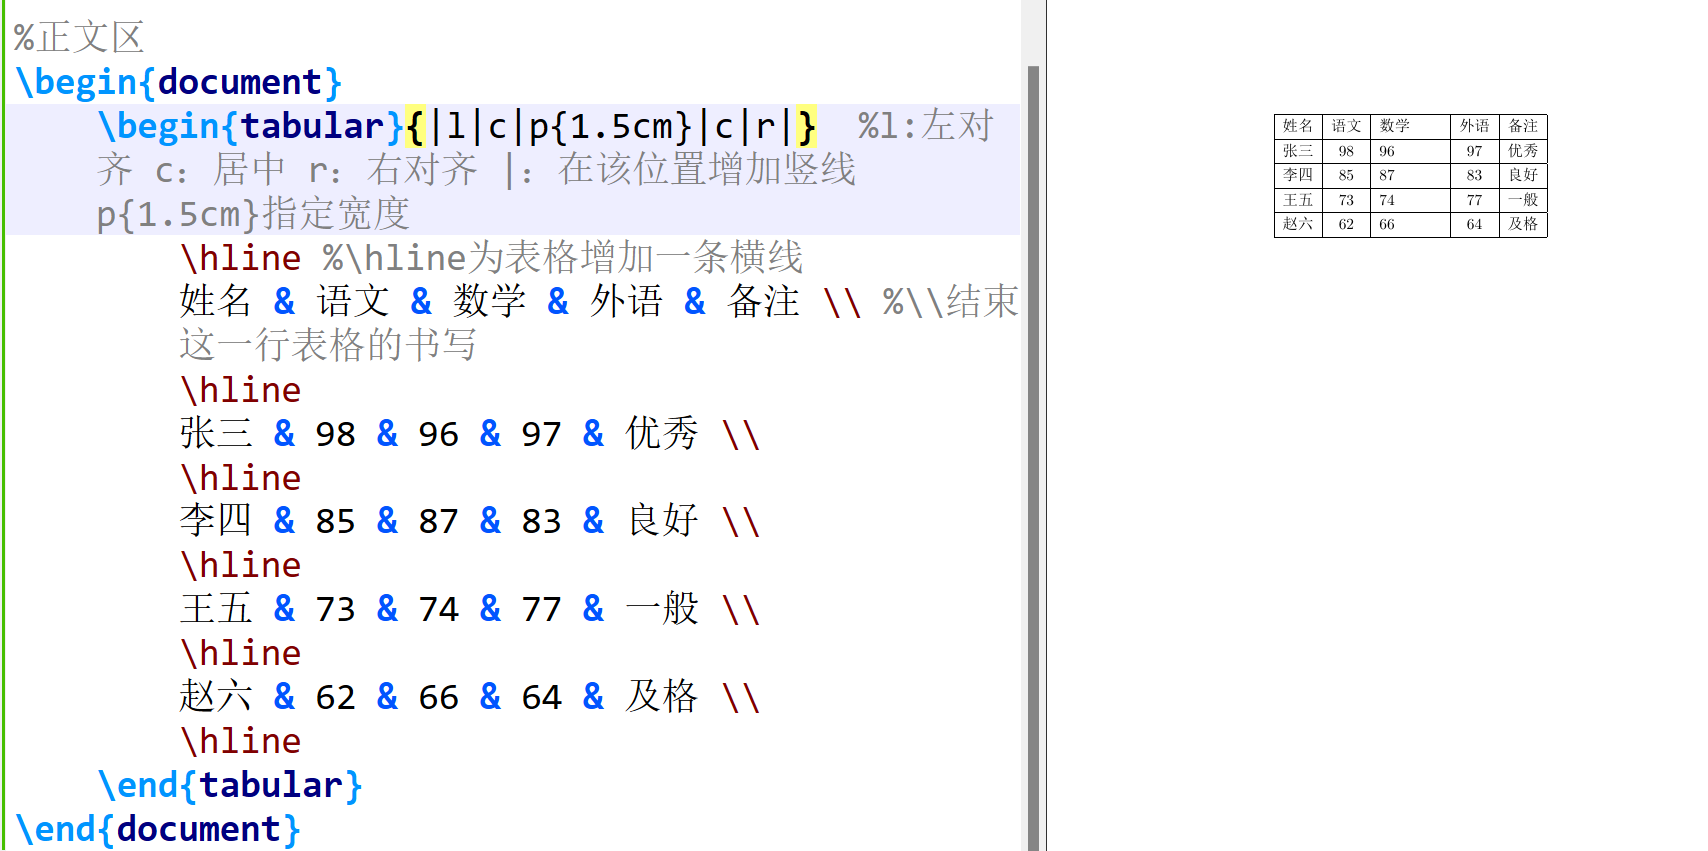 %正文区
\begin{document}
\begin{tabular}{|l|c|p{1.5cm}|c|r|} %l:左对
齐 c：居中 r：右对齐 |：在该位置增加竖线
p{1.5cm}指定宽度
\hline %\hline为表格增加一条横线
姓名 & 语文 & 数学 & 外语 & 备注 \\ %\\结束
这一行表格的书写
\hline
张三 & 98 & 96 & 97 & 优秀 \\
\hline
李四 & 85 & 87 & 83 & 良好 \\
\hline
王五 & 73 & 74 & 77 & 一般 \\
\hline
赵六 & 62 & 66 & 64 & 及格 \\
\hline
\end{tabular}
\end{document}
姓名 语文 数学 外语 备注
张三 98 96 97 优秀
李四 85 87 83 良好
王五 73 74 77 一般
赵六 62 66 64 及格